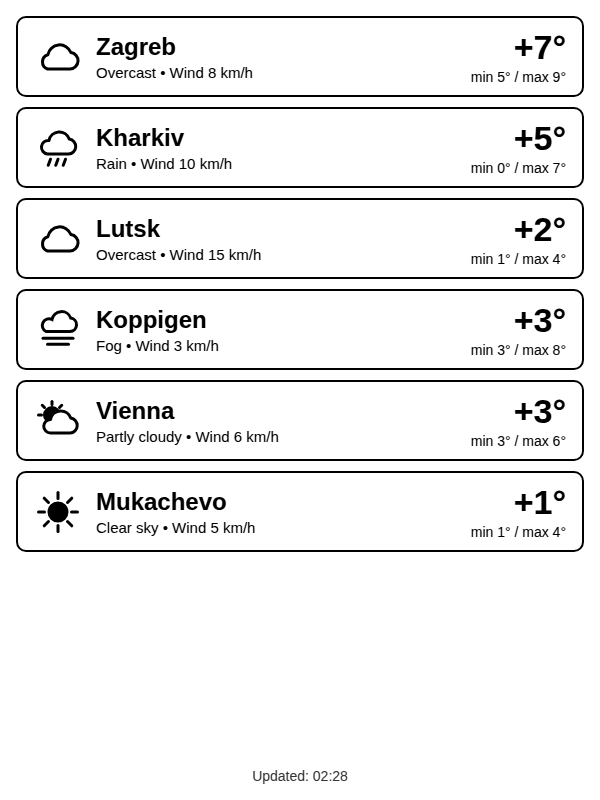 Zagreb
Overcast • Wind 8 km/h
+7°
min 5° / max 9°
Kharkiv
Rain • Wind 10 km/h
+5°
min 0° / max 7°
Lutsk
Overcast • Wind 15 km/h
+2°
min 1° / max 4°
Koppigen
Fog • Wind 3 km/h
+3°
min 3° / max 8°
Vienna
Partly cloudy • Wind 6 km/h
+3°
min 3° / max 6°
Mukachevo
Clear sky • Wind 5 km/h
+1°
min 1° / max 4°
Updated: 02:28